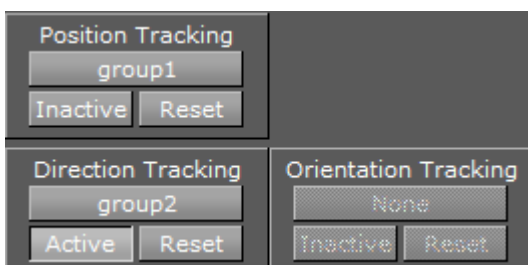 Position Tracking
group1
Inactive Reset
Direction Tracking
group2
Active Reset
Orientation Tracking
None
Inactive Reset